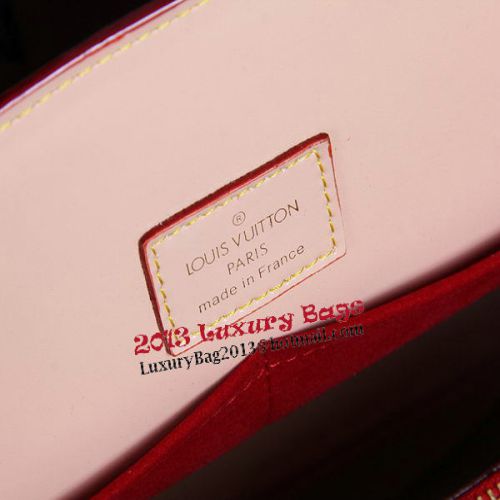 ®
LOUIS VUITTON
PARIS
made in France
2013 Luxury Bags
LuxuryBag2013@hotmail.com